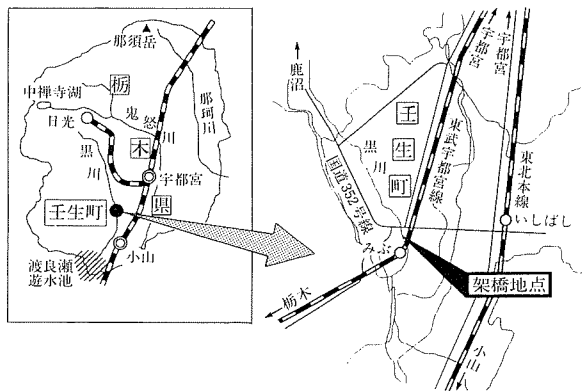 那須岳
栃
木
県
中禅寺湖
日光
鬼怒川
那珂川
黒川
宇都宮
壬生町
小山
渡良瀬
遊水池
鹿沼
宇都宮
宇都宮
壬
生
町
黒川
国道352号線
東武宇都宮線
東北本線
いしばし
みぶ
架橋地点
栃木
小山